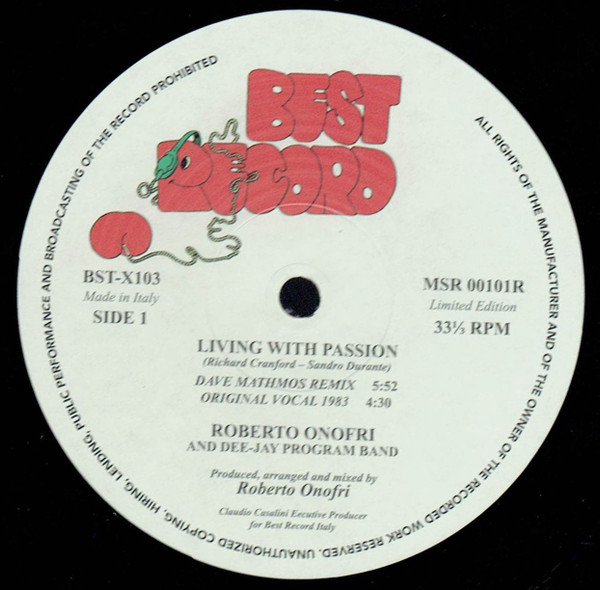 BEST
RECORD
ALL RIGHTS OF THE MANUFACTURER AND OF THE OWNER OF THE RECORDED WORK RESERVED. UNAUTHORIZED COPYING, HIRING, LENDING, PUBLIC PERFORMANCE AND BROADCASTING OF THE RECORD PROHIBITED
BST-X103
Made in Italy
SIDE 1
MSR 00101R
Limited Edition
33⅓ RPM
LIVING WITH PASSION
(Richard Cranford – Sandro Durante)
DAVE MATHMOS REMIX 5:52
ORIGINAL VOCAL 1983 4:30
ROBERTO ONOFRI
AND DEE-JAY PROGRAM BAND
Produced, arranged and mixed by
Roberto Onofri
Claudio Casalini Ecutive Producer
for Best Record Italy